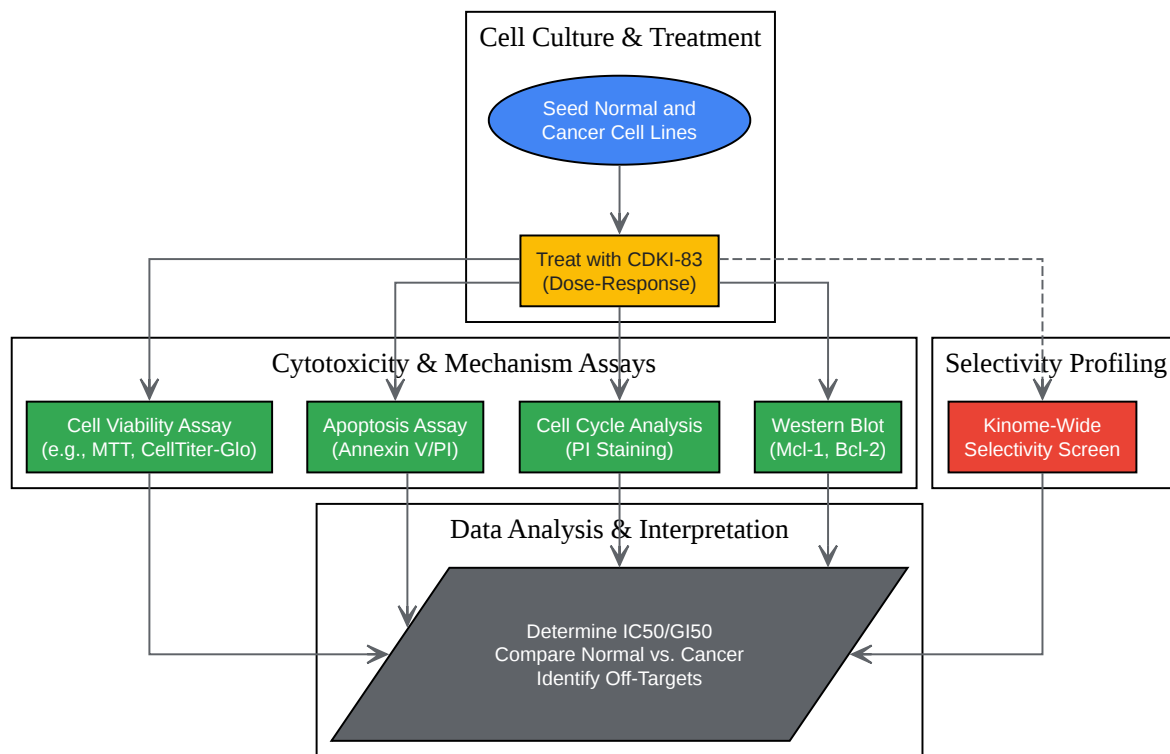 Cell Culture & Treatment
Seed Normal and
Cancer Cell Lines
Treat with CDKI-83
(Dose-Response)
Cytotoxicity & Mechanism Assays
Selectivity Profiling
Cell Viability Assay
(e.g., MTT, CellTiter-Glo)
Apoptosis Assay
(Annexin V/PI)
Cell Cycle Analysis
(PI Staining)
Western Blot
(Mcl-1, Bcl-2)
Kinome-Wide
Selectivity Screen
Data Analysis & Interpretation
Determine IC50/GI50
Compare Normal vs. Cancer
Identify Off-Targets